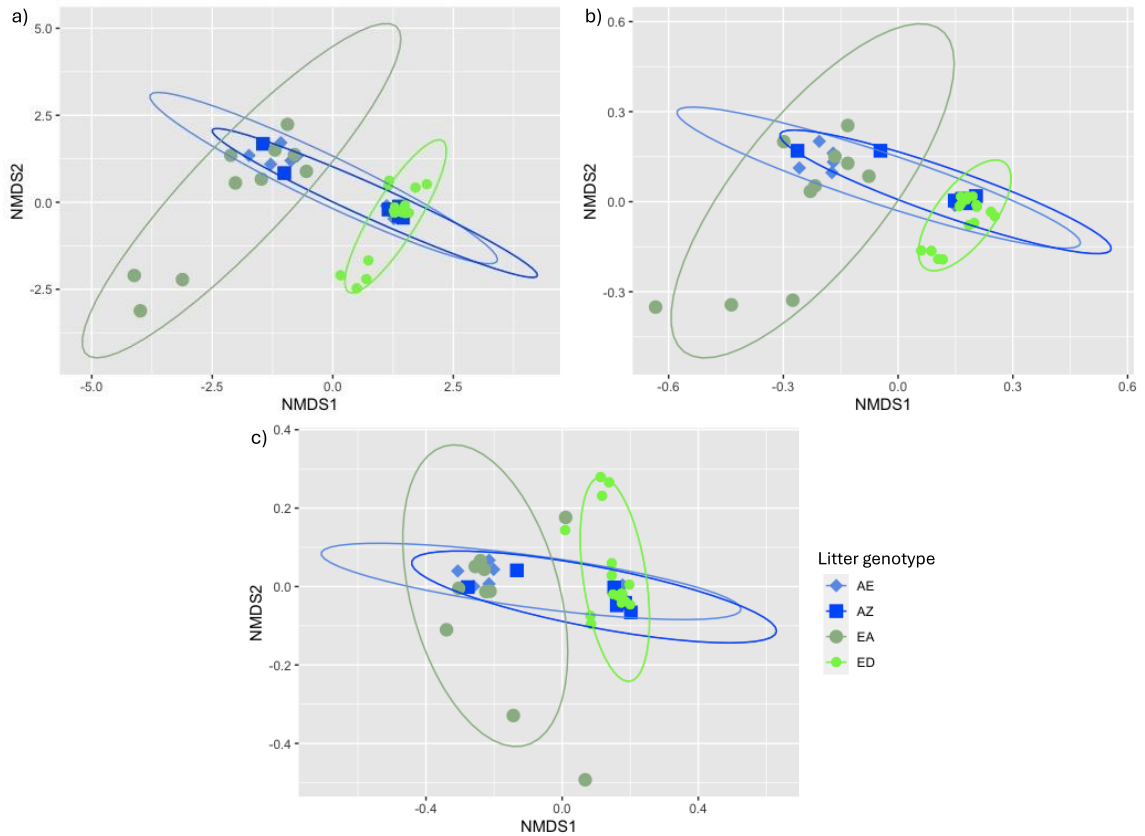 a)
5.0
2.5
0.0
-2.5
NMDS2
-5.0 -2.5 0.0 2.5
NMDS1
b)
0.6
0.3
0.0
-0.3
NMDS2
-0.6 -0.3 0.0 0.3 0.6
NMDS1
c)
0.4
0.2
0.0
-0.2
-0.4
NMDS2
-0.4 0.0 0.4
NMDS1
Litter genotype
AE
AZ
EA
ED